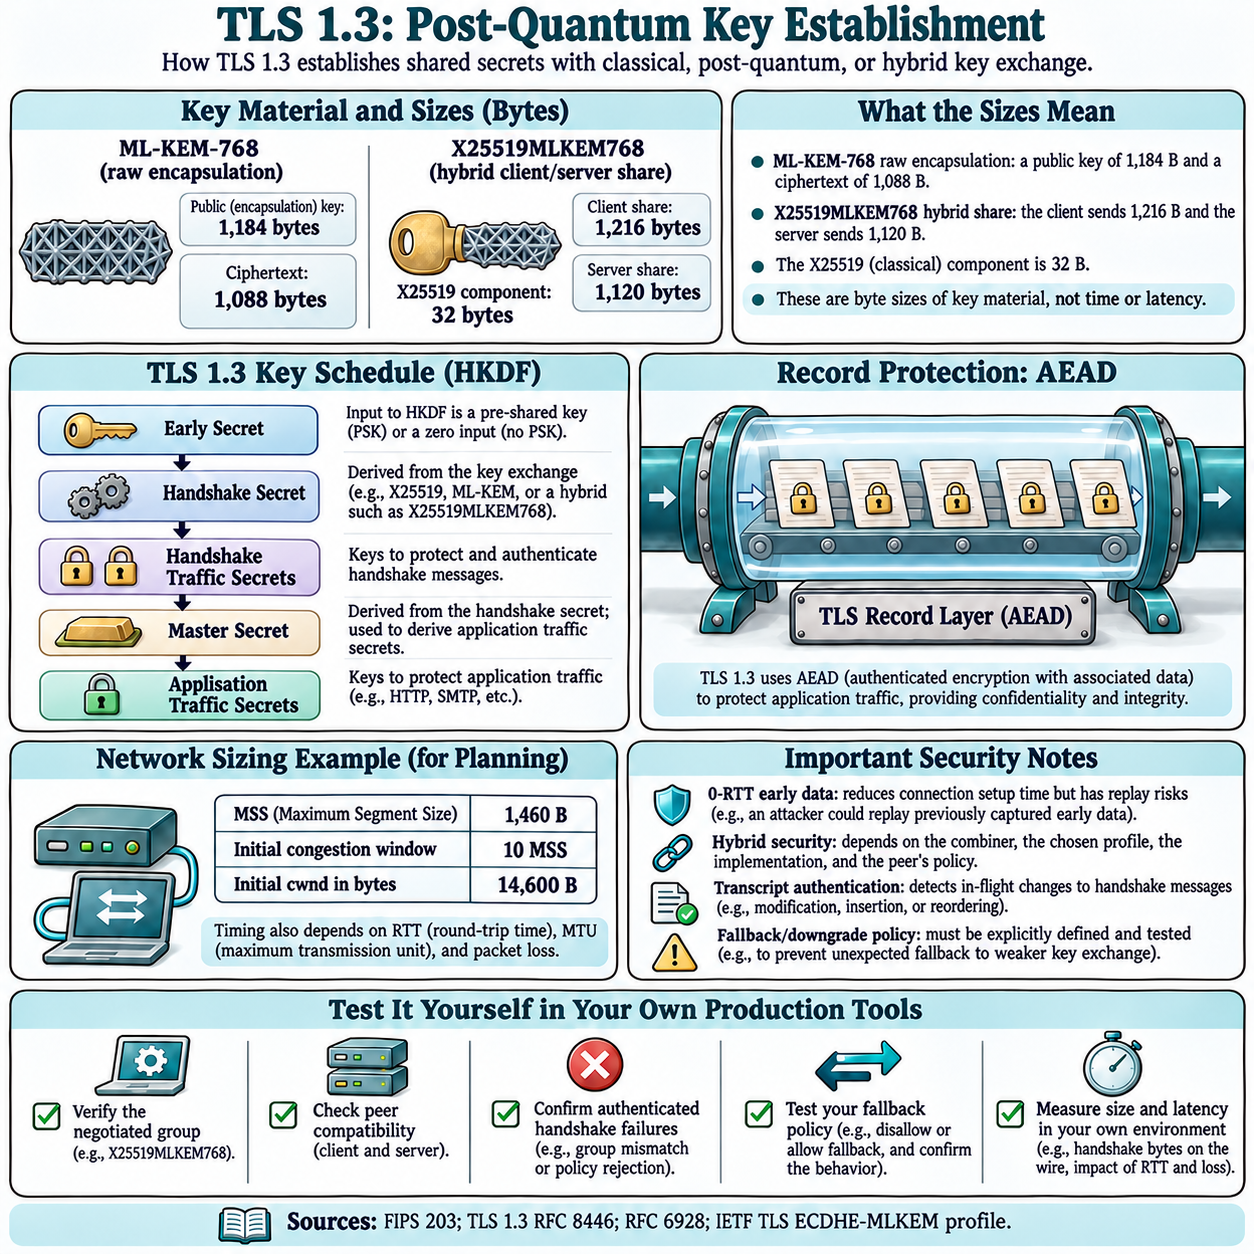 TLS 1.3: Post-Quantum Key Establishment
How TLS 1.3 establishes shared secrets with classical, post-quantum, or hybrid key exchange.
Key Material and Sizes (Bytes)
ML-KEM-768
(raw encapsulation)
Public (encapsulation) key:
1,184 bytes
Ciphertext:
1,088 bytes
X25519MLKEM768
(hybrid client/server share)
X25519 component:
32 bytes
Client share:
1,216 bytes
Server share:
1,120 bytes
What the Sizes Mean
ML-KEM-768 raw encapsulation: a public key of 1,184 B and a
ciphertext of 1,088 B.
X25519MLKEM768 hybrid share: the client sends 1,216 B and the
server sends 1,120 B.
The X25519 (classical) component is 32 B.
These are byte sizes of key material, not time or latency.
TLS 1.3 Key Schedule (HKDF)
Early Secret
Input to HKDF is a pre-shared key
(PSK) or a zero input (no PSK).
Handshake Secret
Derived from the key exchange
(e.g., X25519, ML-KEM, or a hybrid
such as X25519MLKEM768).
Handshake
Traffic Secrets
Keys to protect and authenticate
handshake messages.
Master Secret
Derived from the handshake secret;
used to derive application traffic
secrets.
Applisation
Traffic Secrets
Keys to protect application traffic
(e.g., HTTP, SMTP, etc.).
Record Protection: AEAD
TLS Record Layer (AEAD)
TLS 1.3 uses AEAD (authenticated encryption with associated data)
to protect application traffic, providing confidentiality and integrity.
Network Sizing Example (for Planning)
MSS (Maximum Segment Size) 1,460 B
Initial congestion window 10 MSS
Initial cwnd in bytes 14,600 B
Timing also depends on RTT (round-trip time), MTU
(maximum transmission unit), and packet loss.
Important Security Notes
0-RTT early data: reduces connection setup time but has replay risks
(e.g., an attacker could replay previously captured early data).
Hybrid security: depends on the combiner, the chosen profile, the
implementation, and the peer's policy.
Transcript authentication: detects in-flight changes to handshake messages
(e.g., modification, insertion, or reordering).
Fallback/downgrade policy: must be explicitly defined and tested
(e.g., to prevent unexpected fallback to weaker key exchange).
Test It Yourself in Your Own Production Tools
Verify the
negotiated group
(e.g., X25519MLKEM768).
Check peer
compatibility
(client and server).
Confirm authenticated
handshake failures
(e.g., group mismatch
or policy rejection).
Test your fallback
policy (e.g., disallow or
allow fallback, and confirm
the behavior).
Measure size and latency
in your own environment
(e.g., handshake bytes on the
wire, impact of RTT and loss).
Sources: FIPS 203; TLS 1.3 RFC 8446; RFC 6928; IETF TLS ECDHE-MLKEM profile.